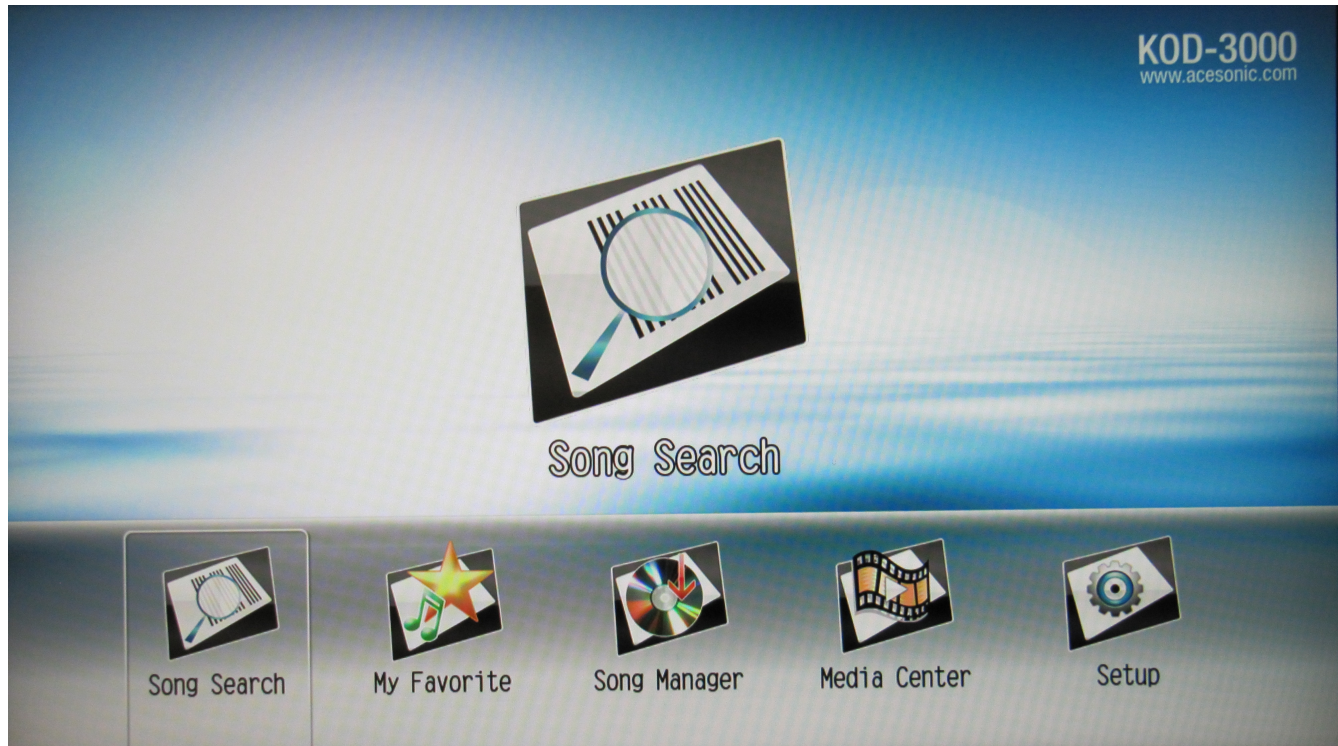 KOD-3000
www.acesonic.com
Song Search
Song Search
My Favorite
Song Manager
Media Center
Setup